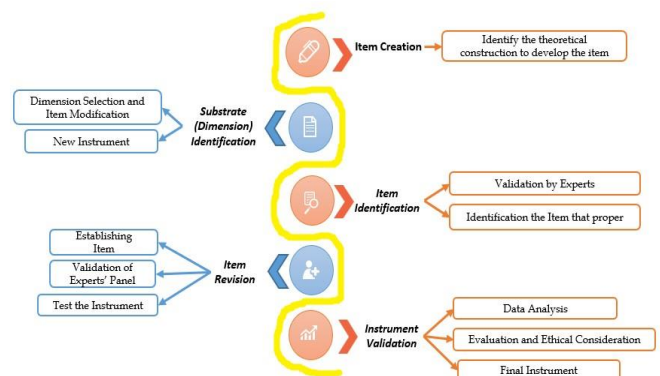 Item Creation
Identify the theoretical
construction to develop the item
Dimension Selection and
Item Modification
New Instrument
Substrate
(Dimension)
Identification
Item
Identification
Validation by Experts
Identification the Item that proper
Establishing
Item
Validation of
Experts' Panel
Test the Instrument
Item
Revision
Instrument
Validation
Data Analysis
Evaluation and Ethical Consideration
Final Instrument